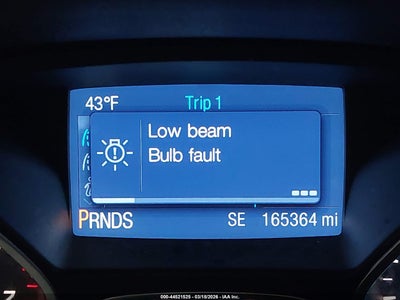 43°F Trip 1
Low beam
Bulb fault
PRNDS SE 165364 mi
000-44521525 - 03/18/2026 - IAA Inc.